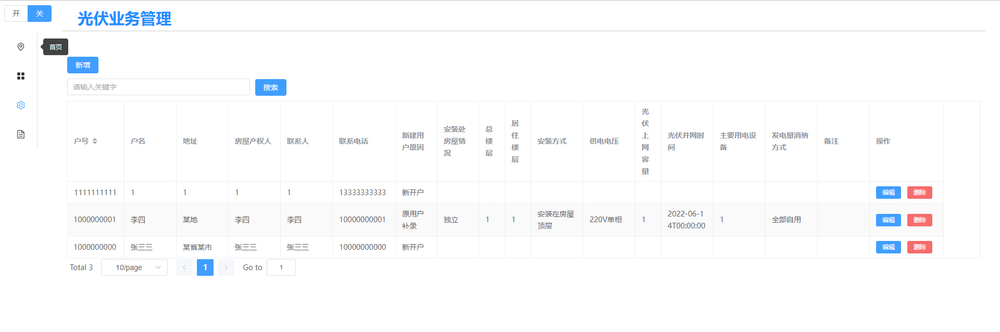 开 关
光伏业务管理
首页
新增
请输入关键字 搜索
户号 户名 地址 房屋产权人 联系人 联系电话 新建用户原因 安装处房屋情况 总楼层 居住楼层 安装方式 供电电压 光伏上网容量 光伏并网时间 主要用电设备 发电量消纳方式 备注 操作
1111111111 1 1 1 1 13333333333 新开户 编辑 删除
1000000001 李四 某地 李四 李四 10000000001 原用户补录 独立 1 1 安装在房屋顶层 220V单相 1 2022-06-14T00:00:00 1 全部自用 编辑 删除
1000000000 张三三 某省某市 张三三 张三三 10000000000 新开户 编辑 删除
Total 3 10/page 1 Go to 1